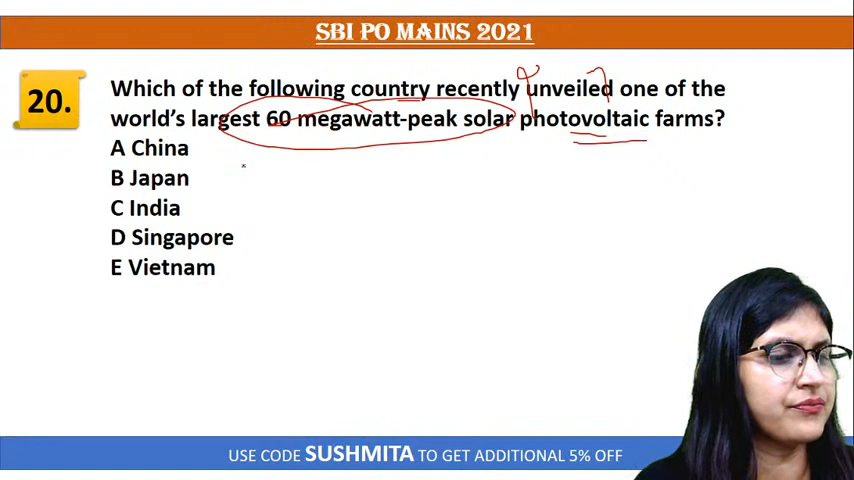 SBI PO MAINS 2021
20.
Which of the following country recently unveiled one of the
world's largest 60 megawatt-peak solar photovoltaic farms?
A China
B Japan
C India
D Singapore
E Vietnam
USE CODE SUSHMITA TO GET ADDITIONAL 5% OFF